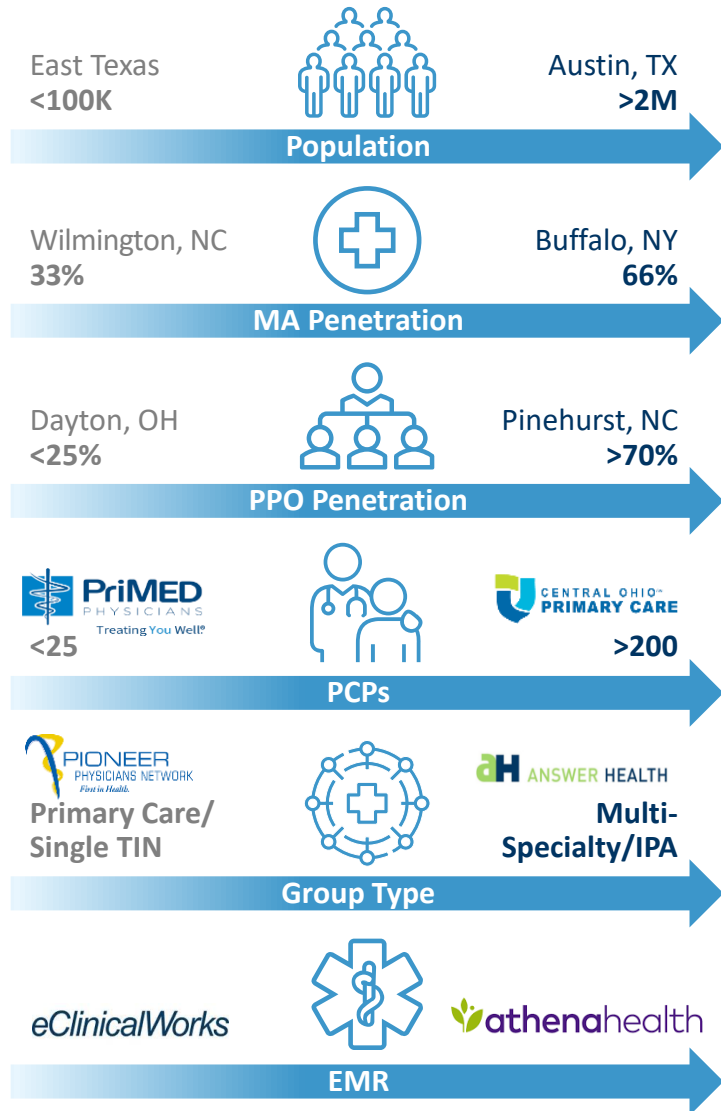 East Texas
<100K
Austin, TX
>2M
Population
Wilmington, NC
33%
Buffalo, NY
66%
MA Penetration
Dayton, OH
<25%
Pinehurst, NC
>70%
PPO Penetration
PriMED
PHYSICIANS
Treating You Well®
<25
CENTRAL OHIO™
PRIMARY CARE
>200
PCPs
PIONEER
PHYSICIANS NETWORK
First in Health.
Primary Care/
Single TIN
aH ANSWER HEALTH
Multi-
Specialty/IPA
Group Type
eClinicalWorks
athenahealth
EMR